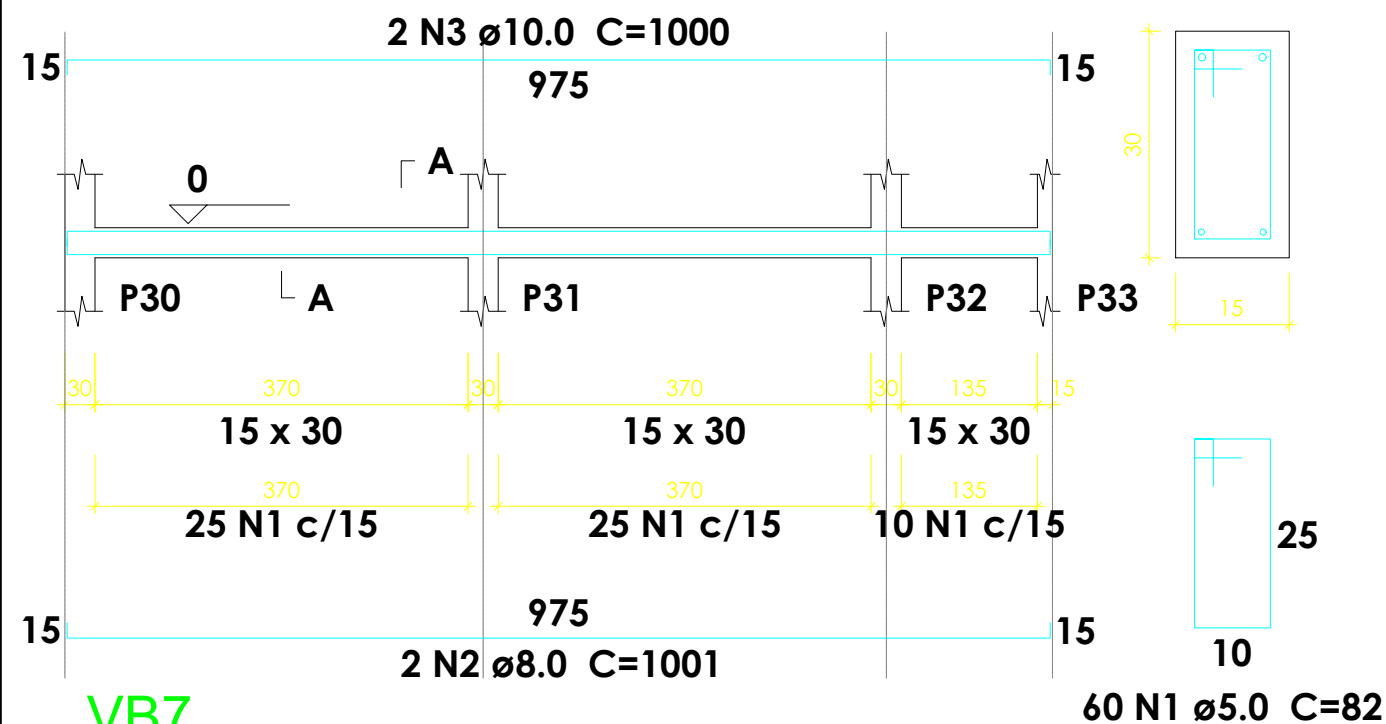 2 N3 ø10.0 C=1000
15 975 15
30
0 A
P30 A P31 P32 P33
15
30 370 30 370 30 135 15
15 x 30 15 x 30 15 x 30
370 370 135
25 N1 c/15 25 N1 c/15 10 N1 c/15
25
975
15 15
2 N2 ø8.0 C=1001
10
VB7
60 N1 ø5.0 C=82